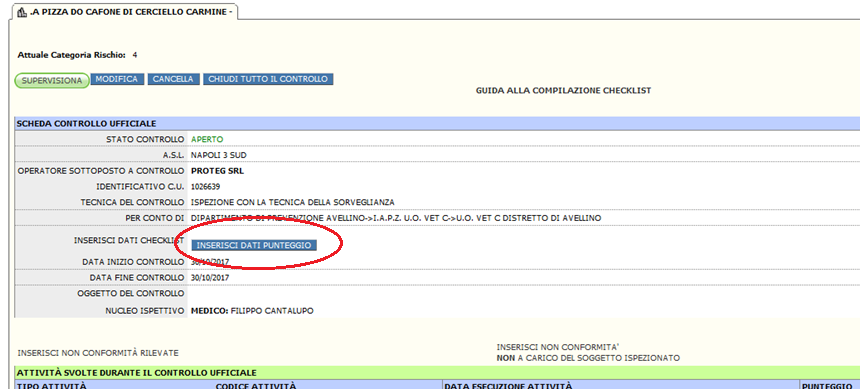 .A PIZZA DO CAFONE DI CERCIELLO CARMINE -
Attuale Categoria Rischio: 4
SUPERVISIONA MODIFICA CANCELLA CHIUDI TUTTO IL CONTROLLO
GUIDA ALLA COMPILAZIONE CHECKLIST
SCHEDA CONTROLLO UFFICIALE
STATO CONTROLLO APERTO
A.S.L. NAPOLI 3 SUD
OPERATORE SOTTOPOSTO A CONTROLLO PROTEG SRL
IDENTIFICATIVO C.U. 1026639
TECNICA DEL CONTROLLO ISPEZIONE CON LA TECNICA DELLA SORVEGLIANZA
PER CONTO DI DIPARTIMENTO DI PREVENZIONE AVELLINO->I.A.P.Z. U.O. VET C->U.O. VET C DISTRETTO DI AVELLINO
INSERISCI DATI CHECKLIST INSERISCI DATI PUNTEGGIO
DATA INIZIO CONTROLLO 30/10/2017
DATA FINE CONTROLLO 30/10/2017
OGGETTO DEL CONTROLLO
NUCLEO ISPETTIVO MEDICO: FILIPPO CANTALUPO
INSERISCI NON CONFORMITÀ RILEVATE
INSERISCI NON CONFORMITA'
NON A CARICO DEL SOGGETTO ISPEZIONATO
ATTIVITÀ SVOLTE DURANTE IL CONTROLLO UFFICIALE
TIPO ATTIVITÀ CODICE ATTIVITÀ DATA ESECUZIONE ATTIVITÀ PUNTEGGIO